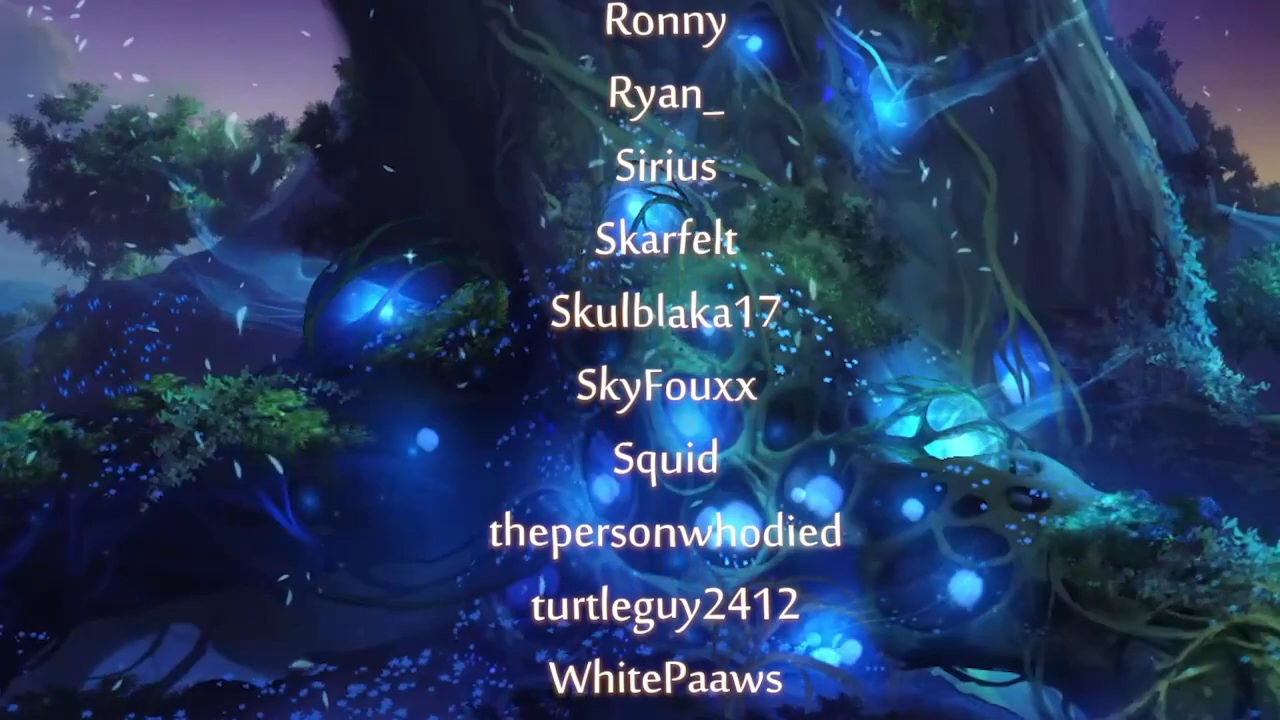 Ronny
Ryan_
Sirius
Skarfelt
Skulblaka17
SkyFouxx
Squid
thepersonwhodied
turtleguy2412
WhitePaaws